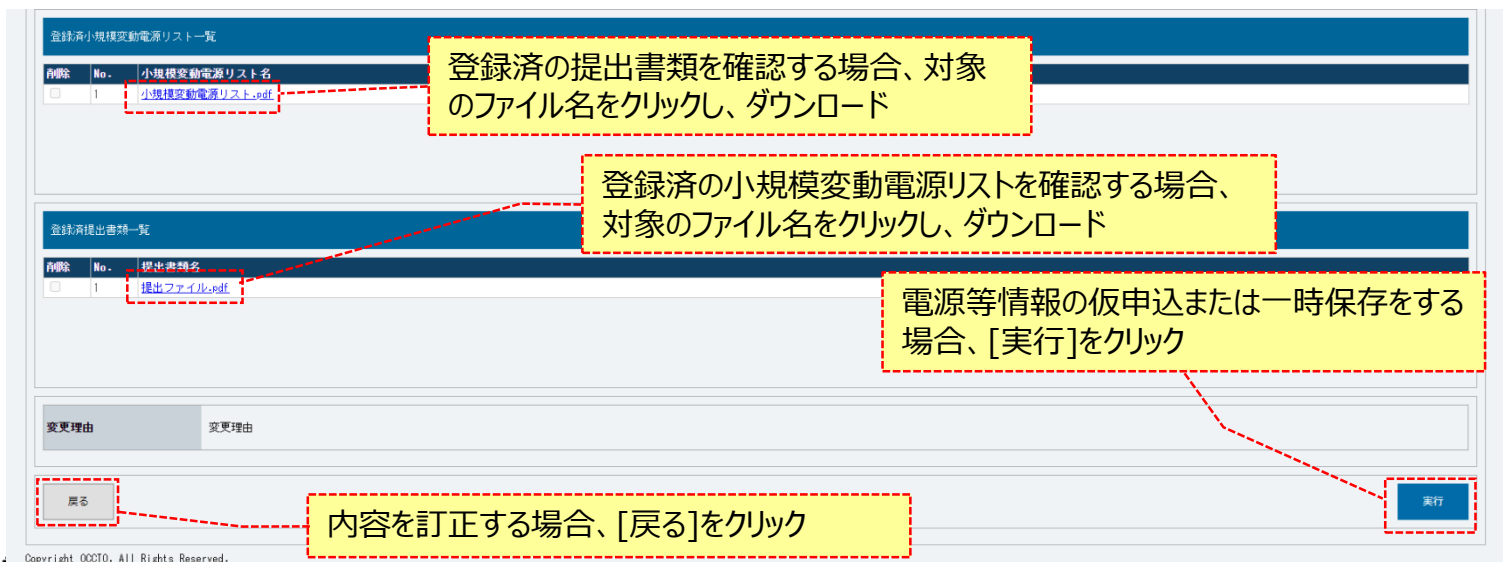 登録済小規模変動電源リスト一覧
登録済の提出書類を確認する場合、対象
のファイル名をクリックし、ダウンロード
削除 No. 小規模変動電源リスト名
1 小規模変動電源リスト.pdf
登録済の小規模変動電源リストを確認する場合、
対象のファイル名をクリックし、ダウンロード
登録済提出書類一覧
削除 No. 提出書類名
1 提出ファイル.pdf
電源等情報の仮申込または一時保存をする
場合、[実行]をクリック
変更理由 変更理由
戻る
実行
内容を訂正する場合、[戻る]をクリック
Copyright OCCTO. All Rights Reserved.